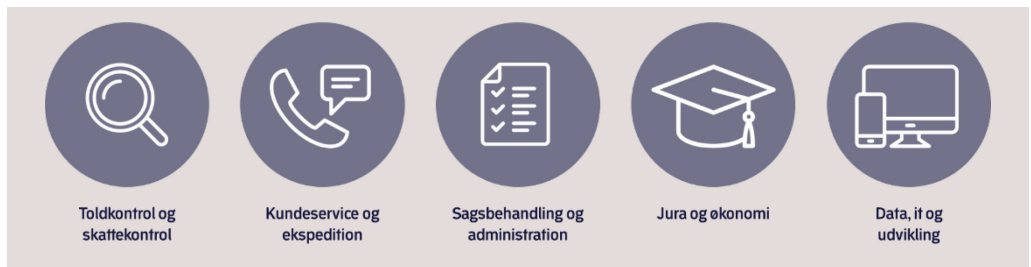 Toldkontrol og
skattekontrol
Kundeservice og
ekspedition
Sagsbehandling og
administration
Jura og økonomi
Data, it og
udvikling